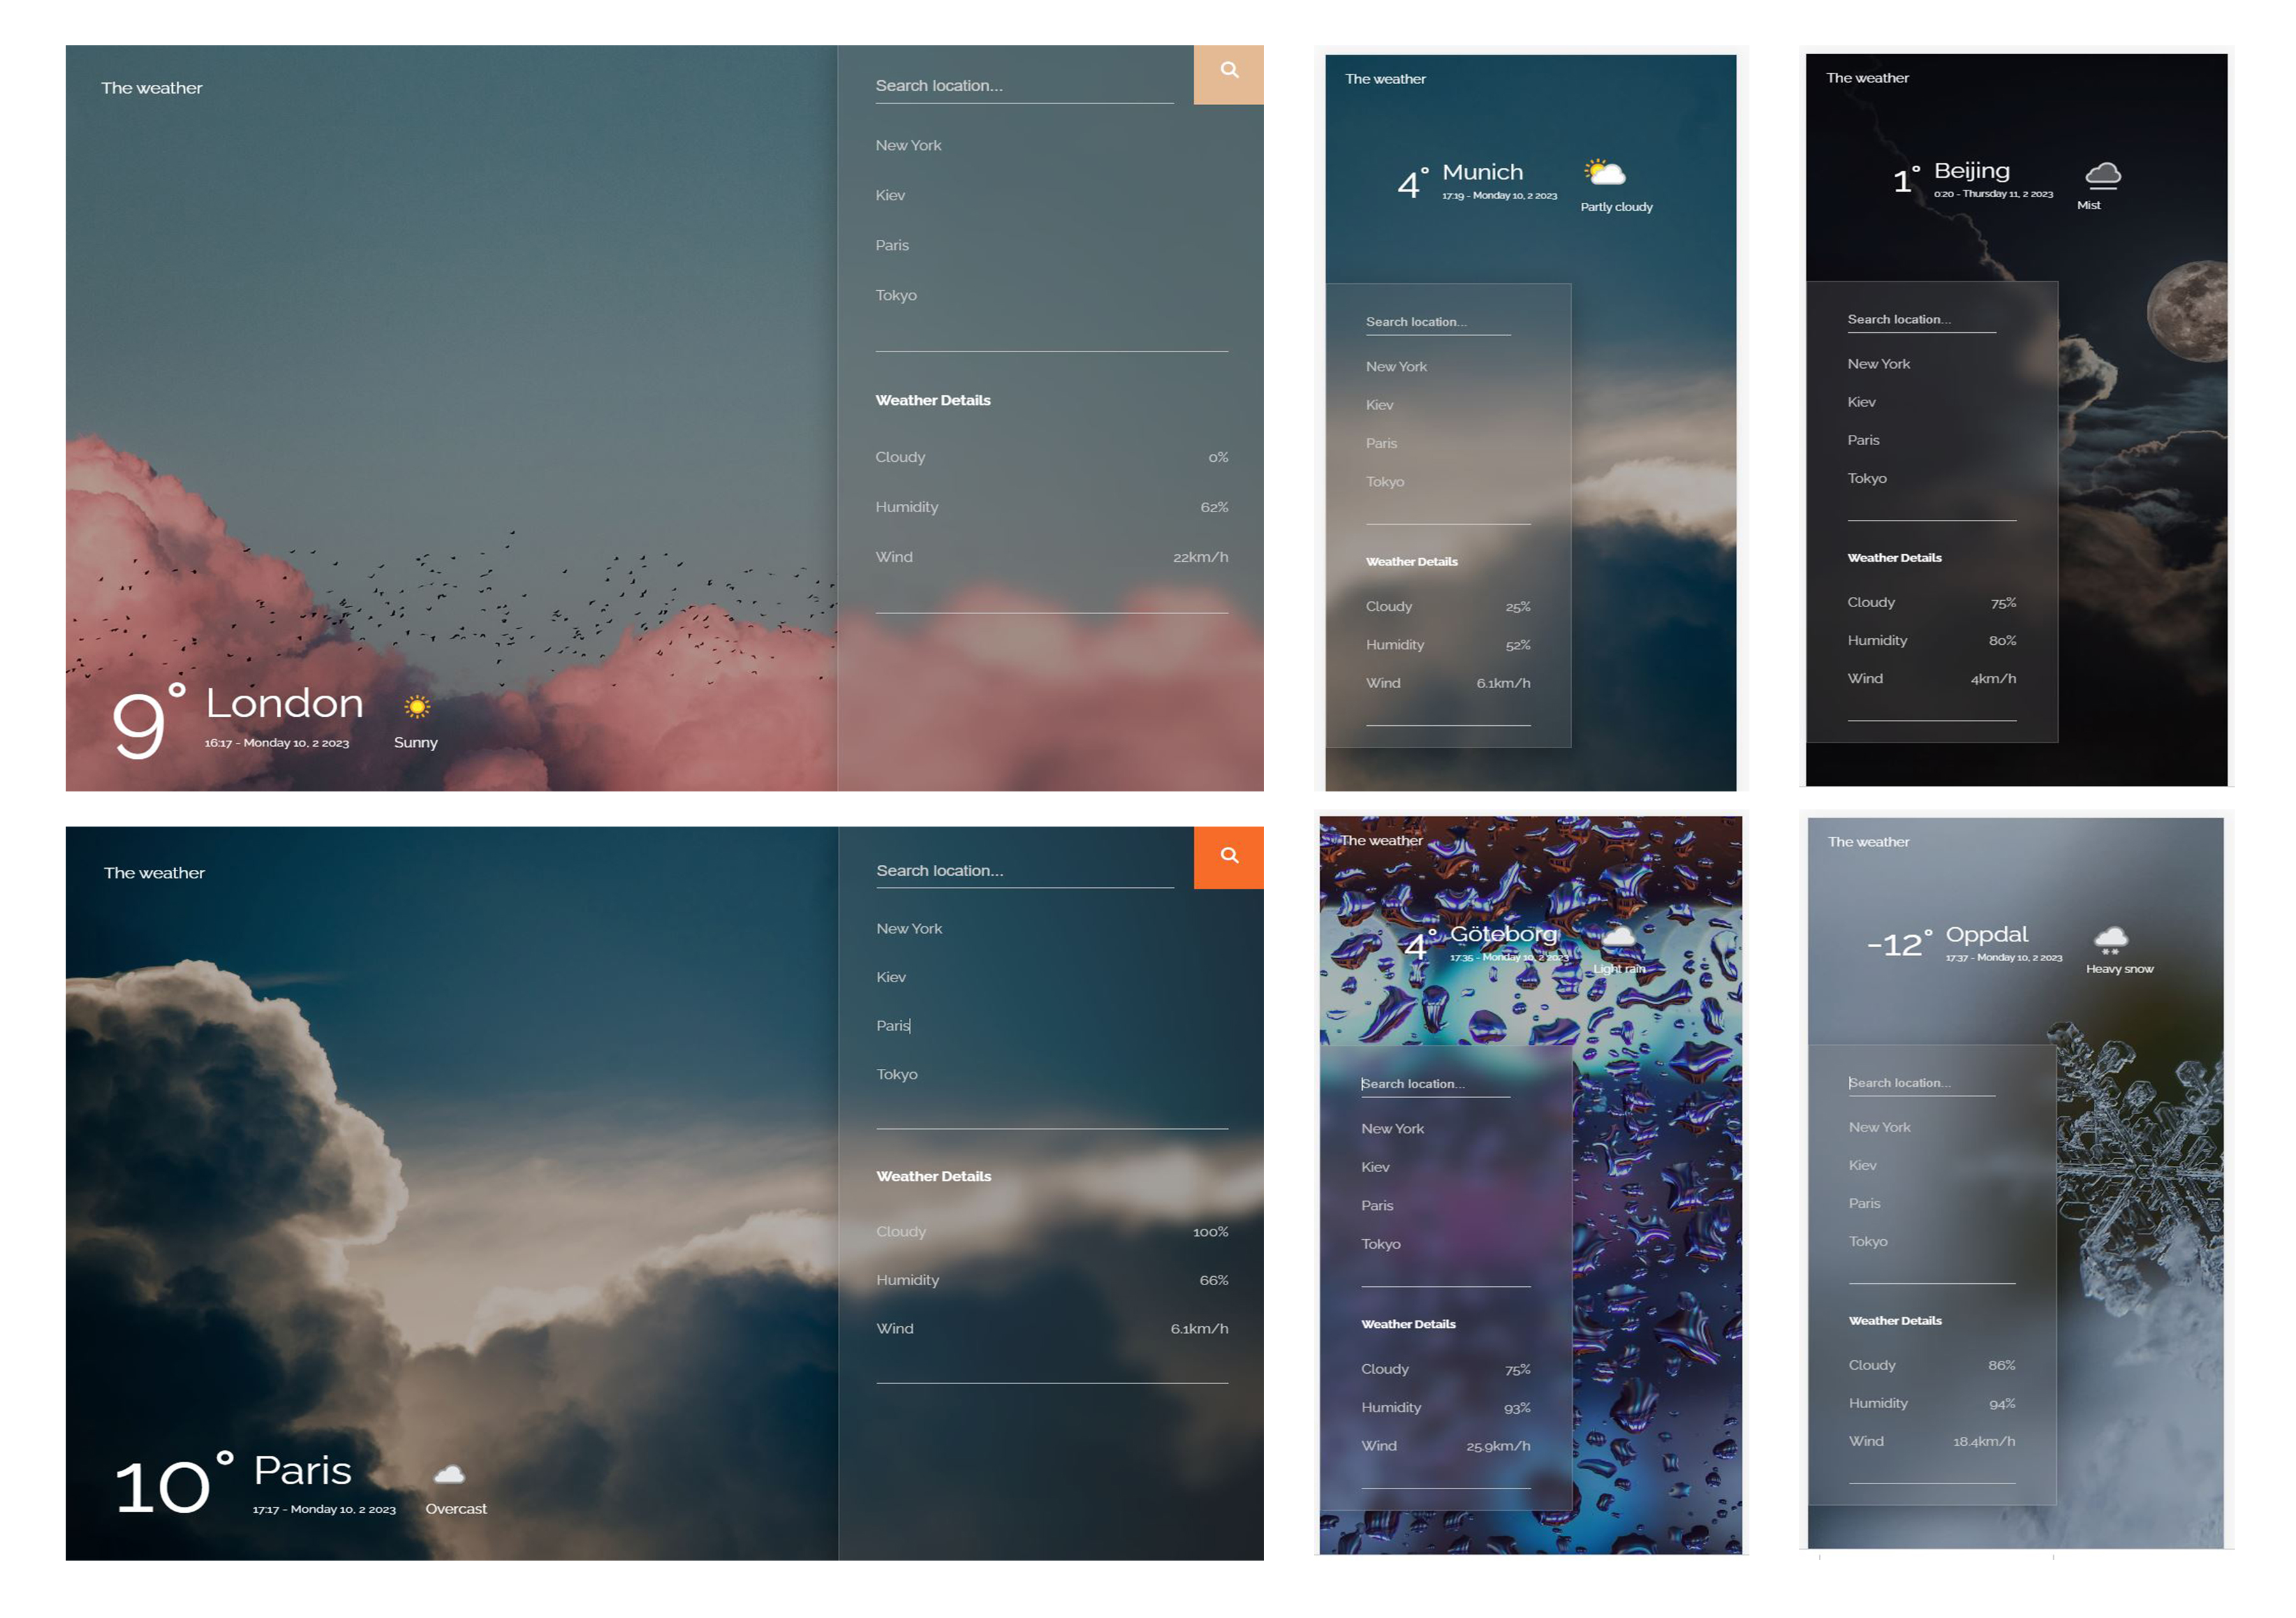 The weather
9° London
16:17 - Monday 10, 2 2023
Sunny
Search location...
New York
Kiev
Paris
Tokyo
Weather Details
Cloudy 0%
Humidity 62%
Wind 22km/h
The weather
4° Munich
17:19 - Monday 10, 2 2023
Partly cloudy
Search location...
New York
Kiev
Paris
Tokyo
Weather Details
Cloudy 25%
Humidity 52%
Wind 6.1km/h
The weather
1° Beijing
0:20 - Thursday 11, 2 2023
Mist
Search location...
New York
Kiev
Paris
Tokyo
Weather Details
Cloudy 75%
Humidity 80%
Wind 4km/h
The weather
10° Paris
17:17 - Monday 10, 2 2023
Overcast
Search location...
New York
Kiev
Paris
Tokyo
Weather Details
Cloudy 100%
Humidity 66%
Wind 6.1km/h
The weather
4° Göteborg
17:35 - Monday 10, 2 2023
Light rain
Search location...
New York
Kiev
Paris
Tokyo
Weather Details
Cloudy 75%
Humidity 93%
Wind 25.9km/h
The weather
-12° Oppdal
17:37 - Monday 10, 2 2023
Heavy snow
Search location...
New York
Kiev
Paris
Tokyo
Weather Details
Cloudy 86%
Humidity 94%
Wind 18.4km/h